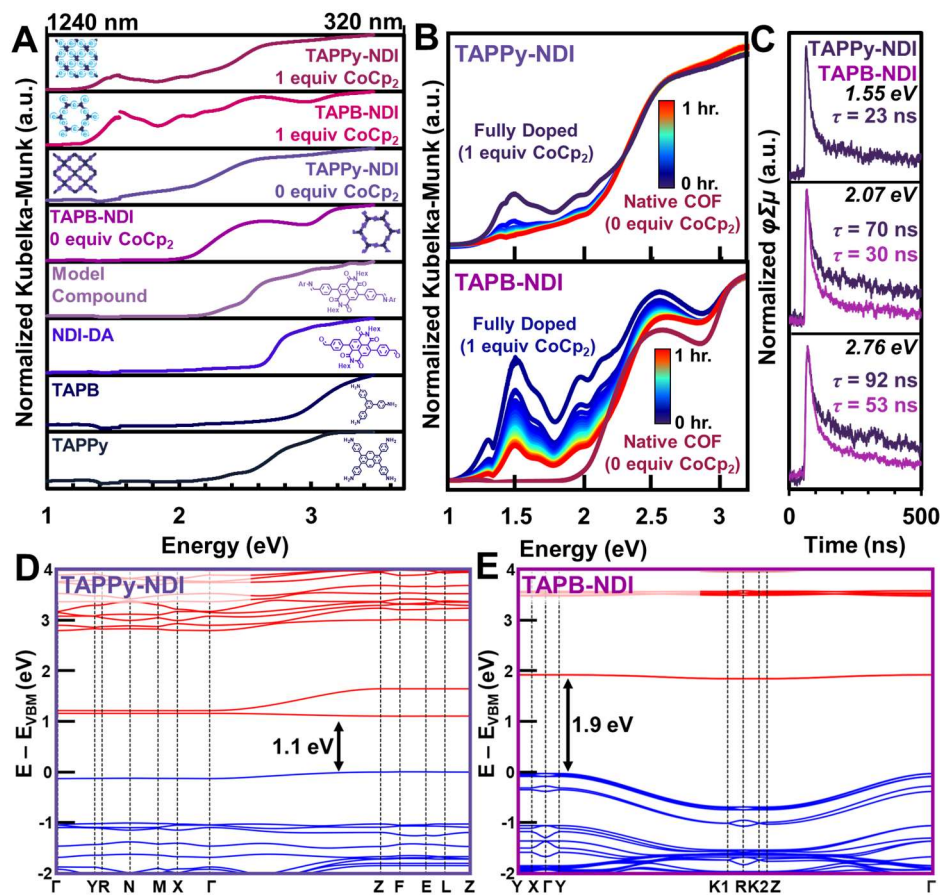 1240 nm
320 nm
A
Normalized Kubelka-Munk (a.u.)
TAPPy-NDI
1 equiv CoCp₂
TAPB-NDI
1 equiv CoCp₂
TAPPy-NDI
0 equiv CoCp₂
TAPB-NDI
0 equiv CoCp₂
Model
Compound
NDI-DA
TAPB
TAPPy
1
2
3
Energy (eV)
B
Normalized Kubelka-Munk (a.u.)
TAPPy-NDI
Fully Doped
(1 equiv CoCp₂)
1 hr.
0 hr.
Native COF
(0 equiv CoCp₂)
TAPB-NDI
Fully Doped
(1 equiv CoCp₂)
1 hr.
0 hr.
Native COF
(0 equiv CoCp₂)
1
1.5
2
2.5
3
Energy (eV)
C
Normalized φΣμ (a.u.)
TAPPy-NDI
TAPB-NDI
1.55 eV
τ = 23 ns
2.07 eV
τ = 70 ns
τ = 30 ns
2.76 eV
τ = 92 ns
τ = 53 ns
0
500
Time (ns)
D
TAPPy-NDI
E − E_VBM (eV)
4
3
2
1
0
-1
-2
1.1 eV
Γ Y R N M X Γ Z F E L Z
E
TAPB-NDI
E − E_VBM (eV)
4
3
2
1
0
-1
-2
1.9 eV
Y X Γ Y K1 R K2 Z Γ